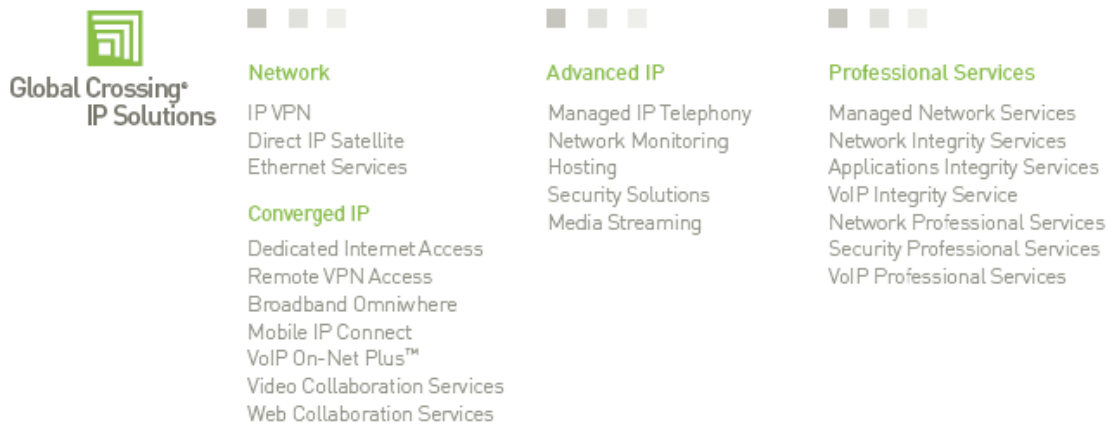 Global Crossing®
IP Solutions
Network
IP VPN
Direct IP Satellite
Ethernet Services
Converged IP
Dedicated Internet Access
Remote VPN Access
Broadband Omniwhere
Mobile IP Connect
VoIP On-Net Plus™
Video Collaboration Services
Web Collaboration Services
Advanced IP
Managed IP Telephony
Network Monitoring
Hosting
Security Solutions
Media Streaming
Professional Services
Managed Network Services
Network Integrity Services
Applications Integrity Services
VoIP Integrity Service
Network Professional Services
Security Professional Services
VoIP Professional Services